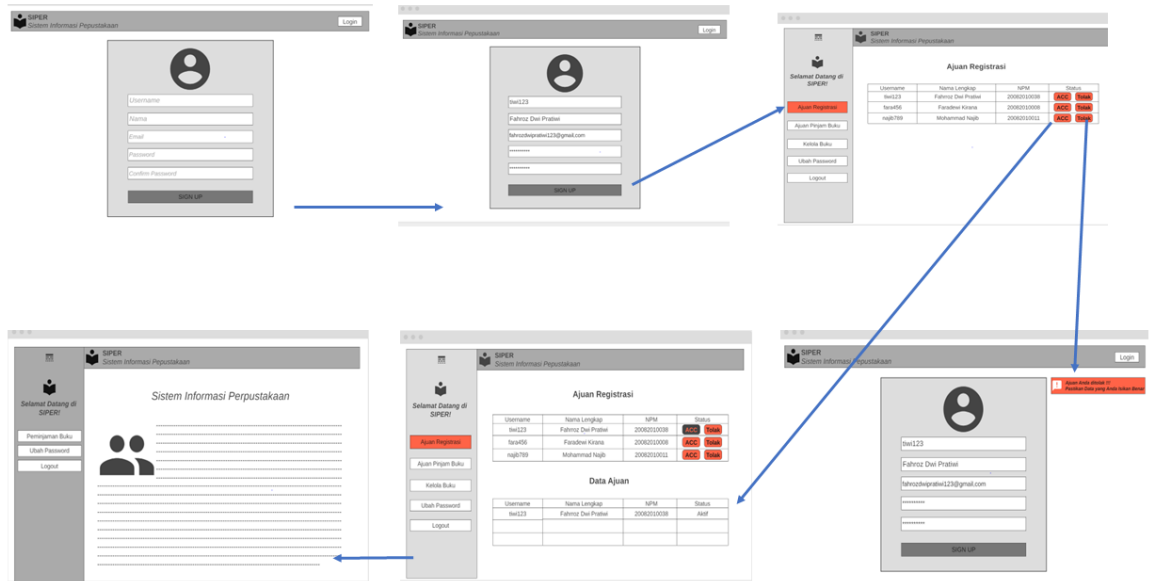 SIPER
Sistem Informasi Pepustakaan
Login
Username
Nama
Email
Password
Confirm Password
SIGN UP
SIPER
Sistem Informasi Pepustakaan
Login
tiwi123
Fahroz Dwi Pratiwi
fahrozdwipratiwi123@gmail.com
**********
**********
SIGN UP
SIPER
Sistem Informasi Pepustakaan
Selamat Datang di
SIPER!
Ajuan Registrasi
Ajuan Pinjam Buku
Kelola Buku
Ubah Password
Logout
Ajuan Registrasi
Username Nama Lengkap NPM Status
tiwi123 Fahroz Dwi Pratiwi 20082010038 ACC Tolak
fara456 Faradewi Kirana 20082010008 ACC Tolak
najib789 Mohammad Najib 20082010011 ACC Tolak
SIPER
Sistem Informasi Pepustakaan
Selamat Datang di
SIPER!
Peminjaman Buku
Ubah Password
Logout
Sistem Informasi Perpustakaan
SIPER
Sistem Informasi Pepustakaan
Selamat Datang di
SIPER!
Ajuan Registrasi
Ajuan Pinjam Buku
Kelola Buku
Ubah Password
Logout
Ajuan Registrasi
Username Nama Lengkap NPM Status
tiwi123 Fahroz Dwi Pratiwi 20082010038 ACC Tolak
fara456 Faradewi Kirana 20082010008 ACC Tolak
najib789 Mohammad Najib 20082010011 ACC Tolak
Data Ajuan
Username Nama Lengkap NPM Status
tiwi123 Fahroz Dwi Pratiwi 20082010038 Aktif
SIPER
Sistem Informasi Pepustakaan
Login
! Ajuan Anda ditolak !!!
Pastikan Data yang Anda Benar
tiwi123
Fahroz Dwi Pratiwi
fahrozdwipratiwi123@gmail.com
**********
**********
SIGN UP